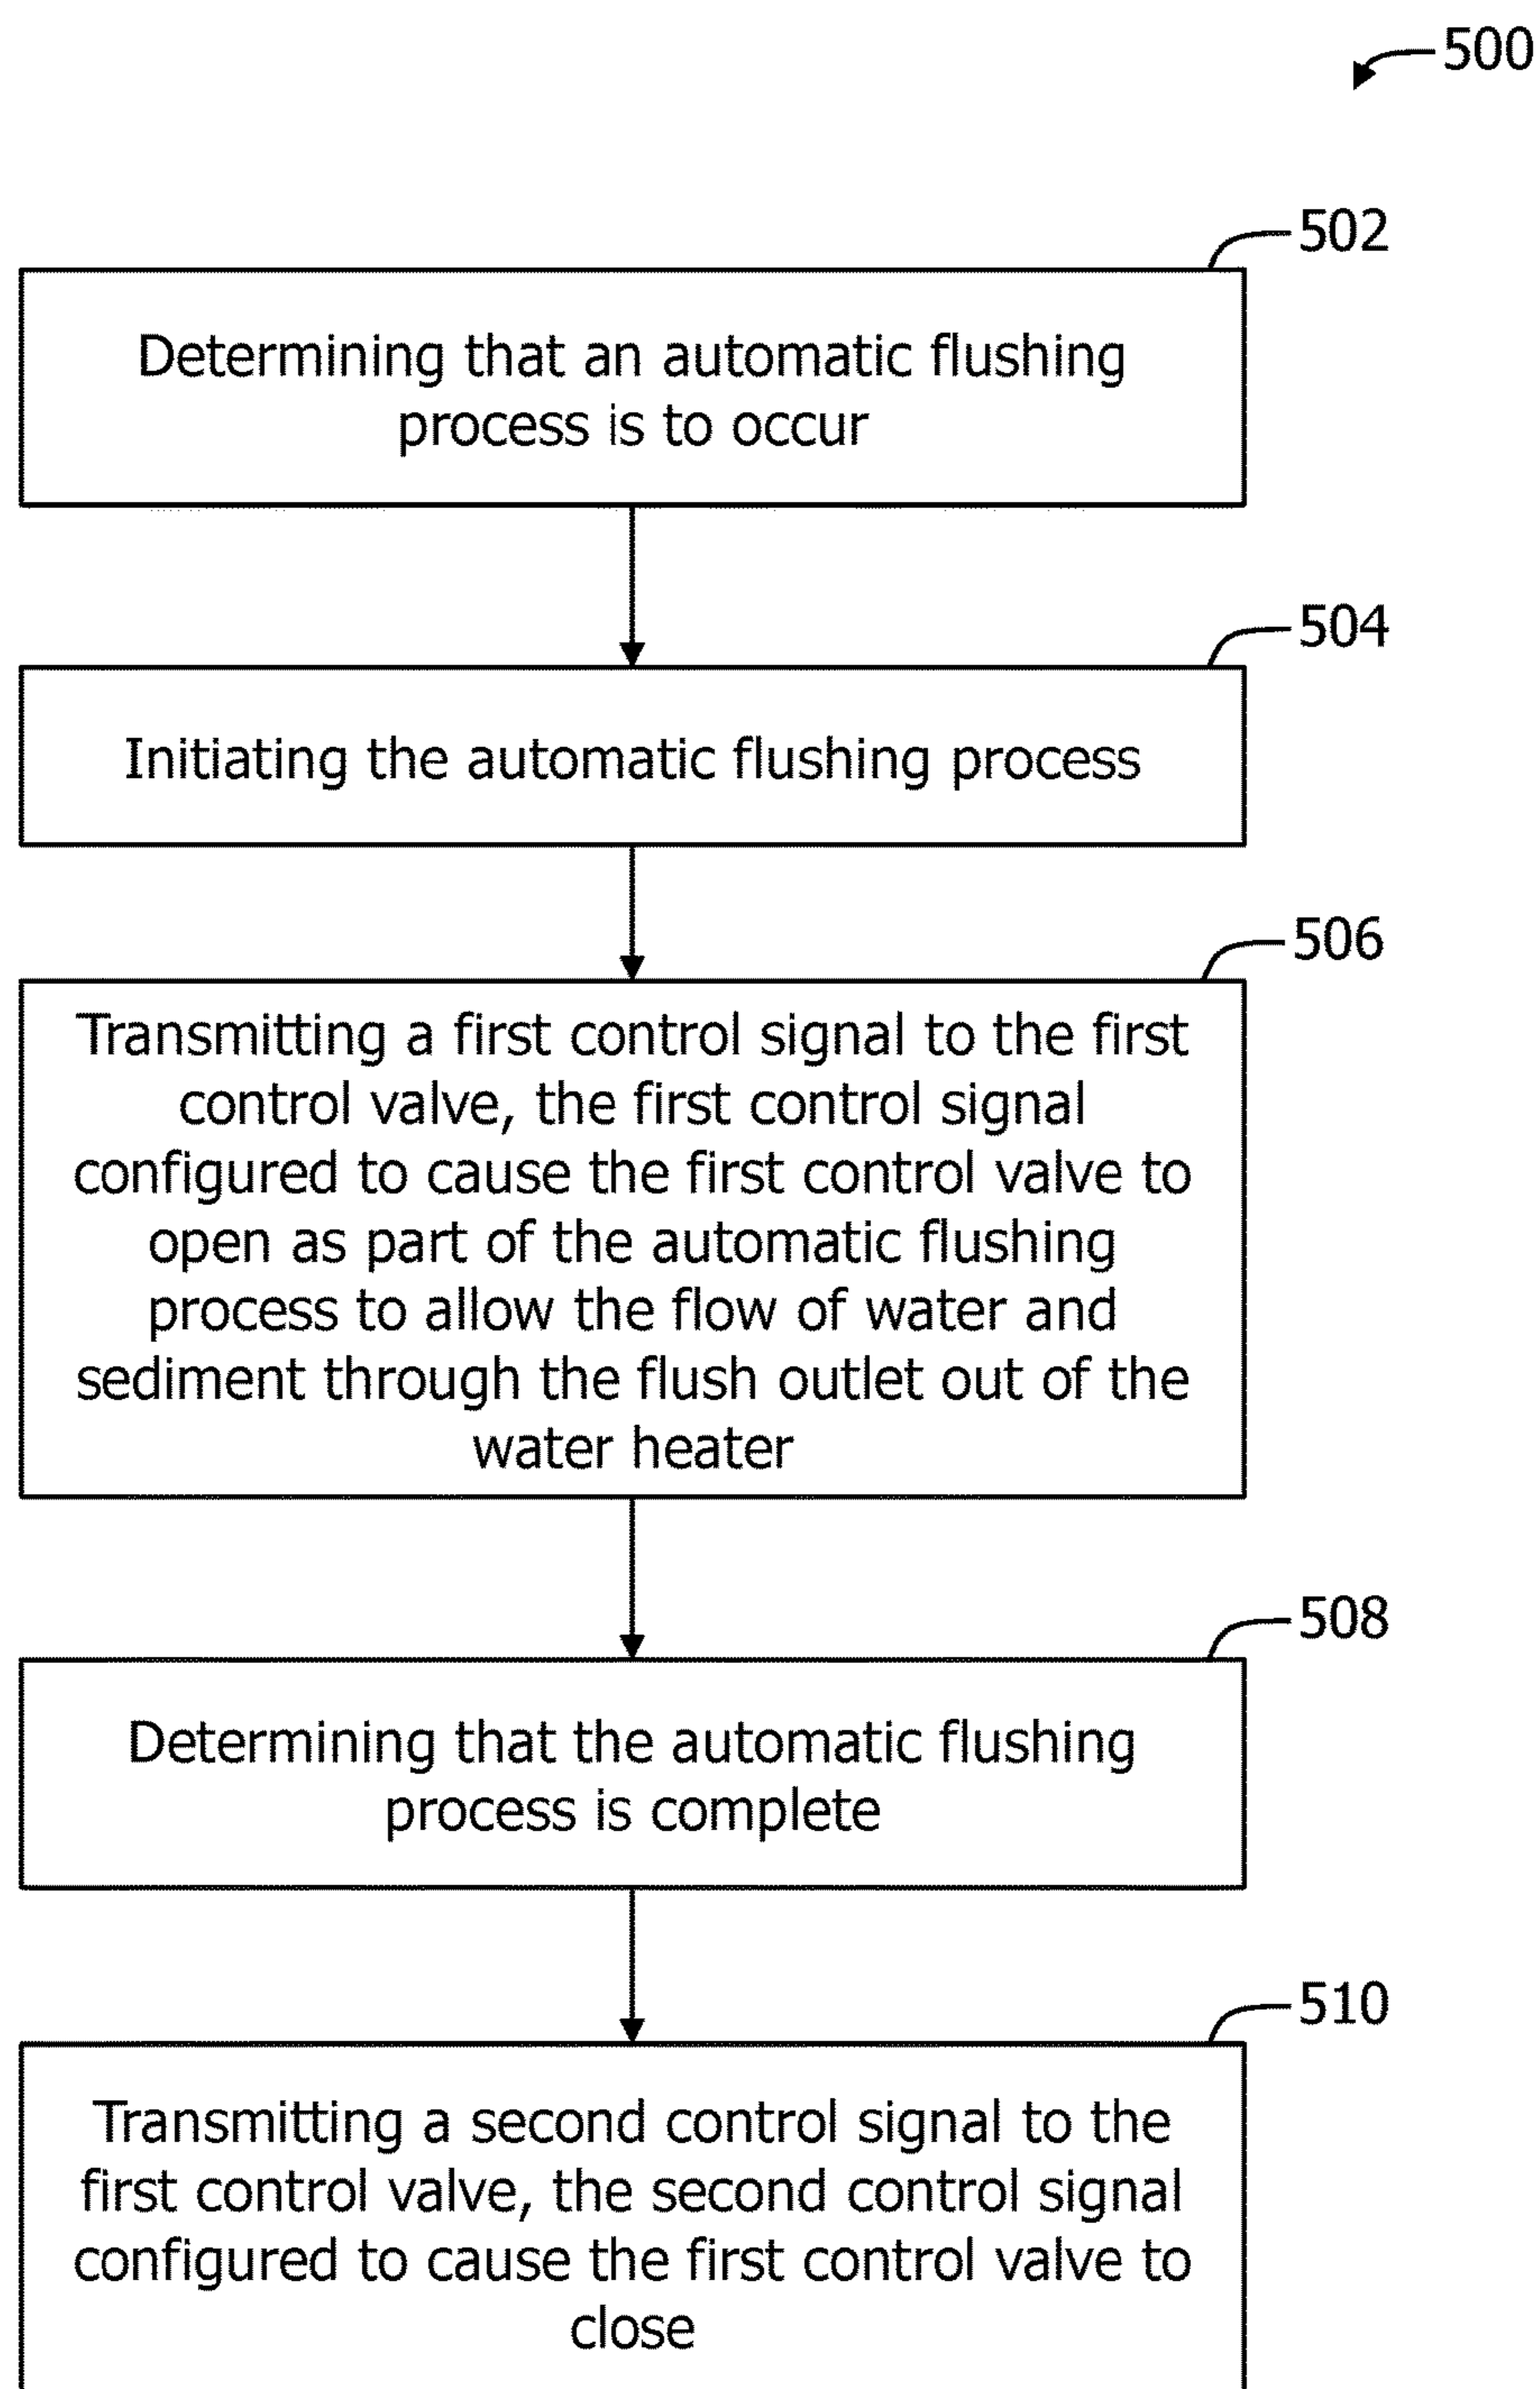 500
502
Determining that an automatic flushing
process is to occur
504
Initiating the automatic flushing process
506
Transmitting a first control signal to the first
control valve, the first control signal
configured to cause the first control valve to
open as part of the automatic flushing
process to allow the flow of water and
sediment through the flush outlet out of the
water heater
508
Determining that the automatic flushing
process is complete
510
Transmitting a second control signal to the
first control valve, the second control signal
configured to cause the first control valve to
close